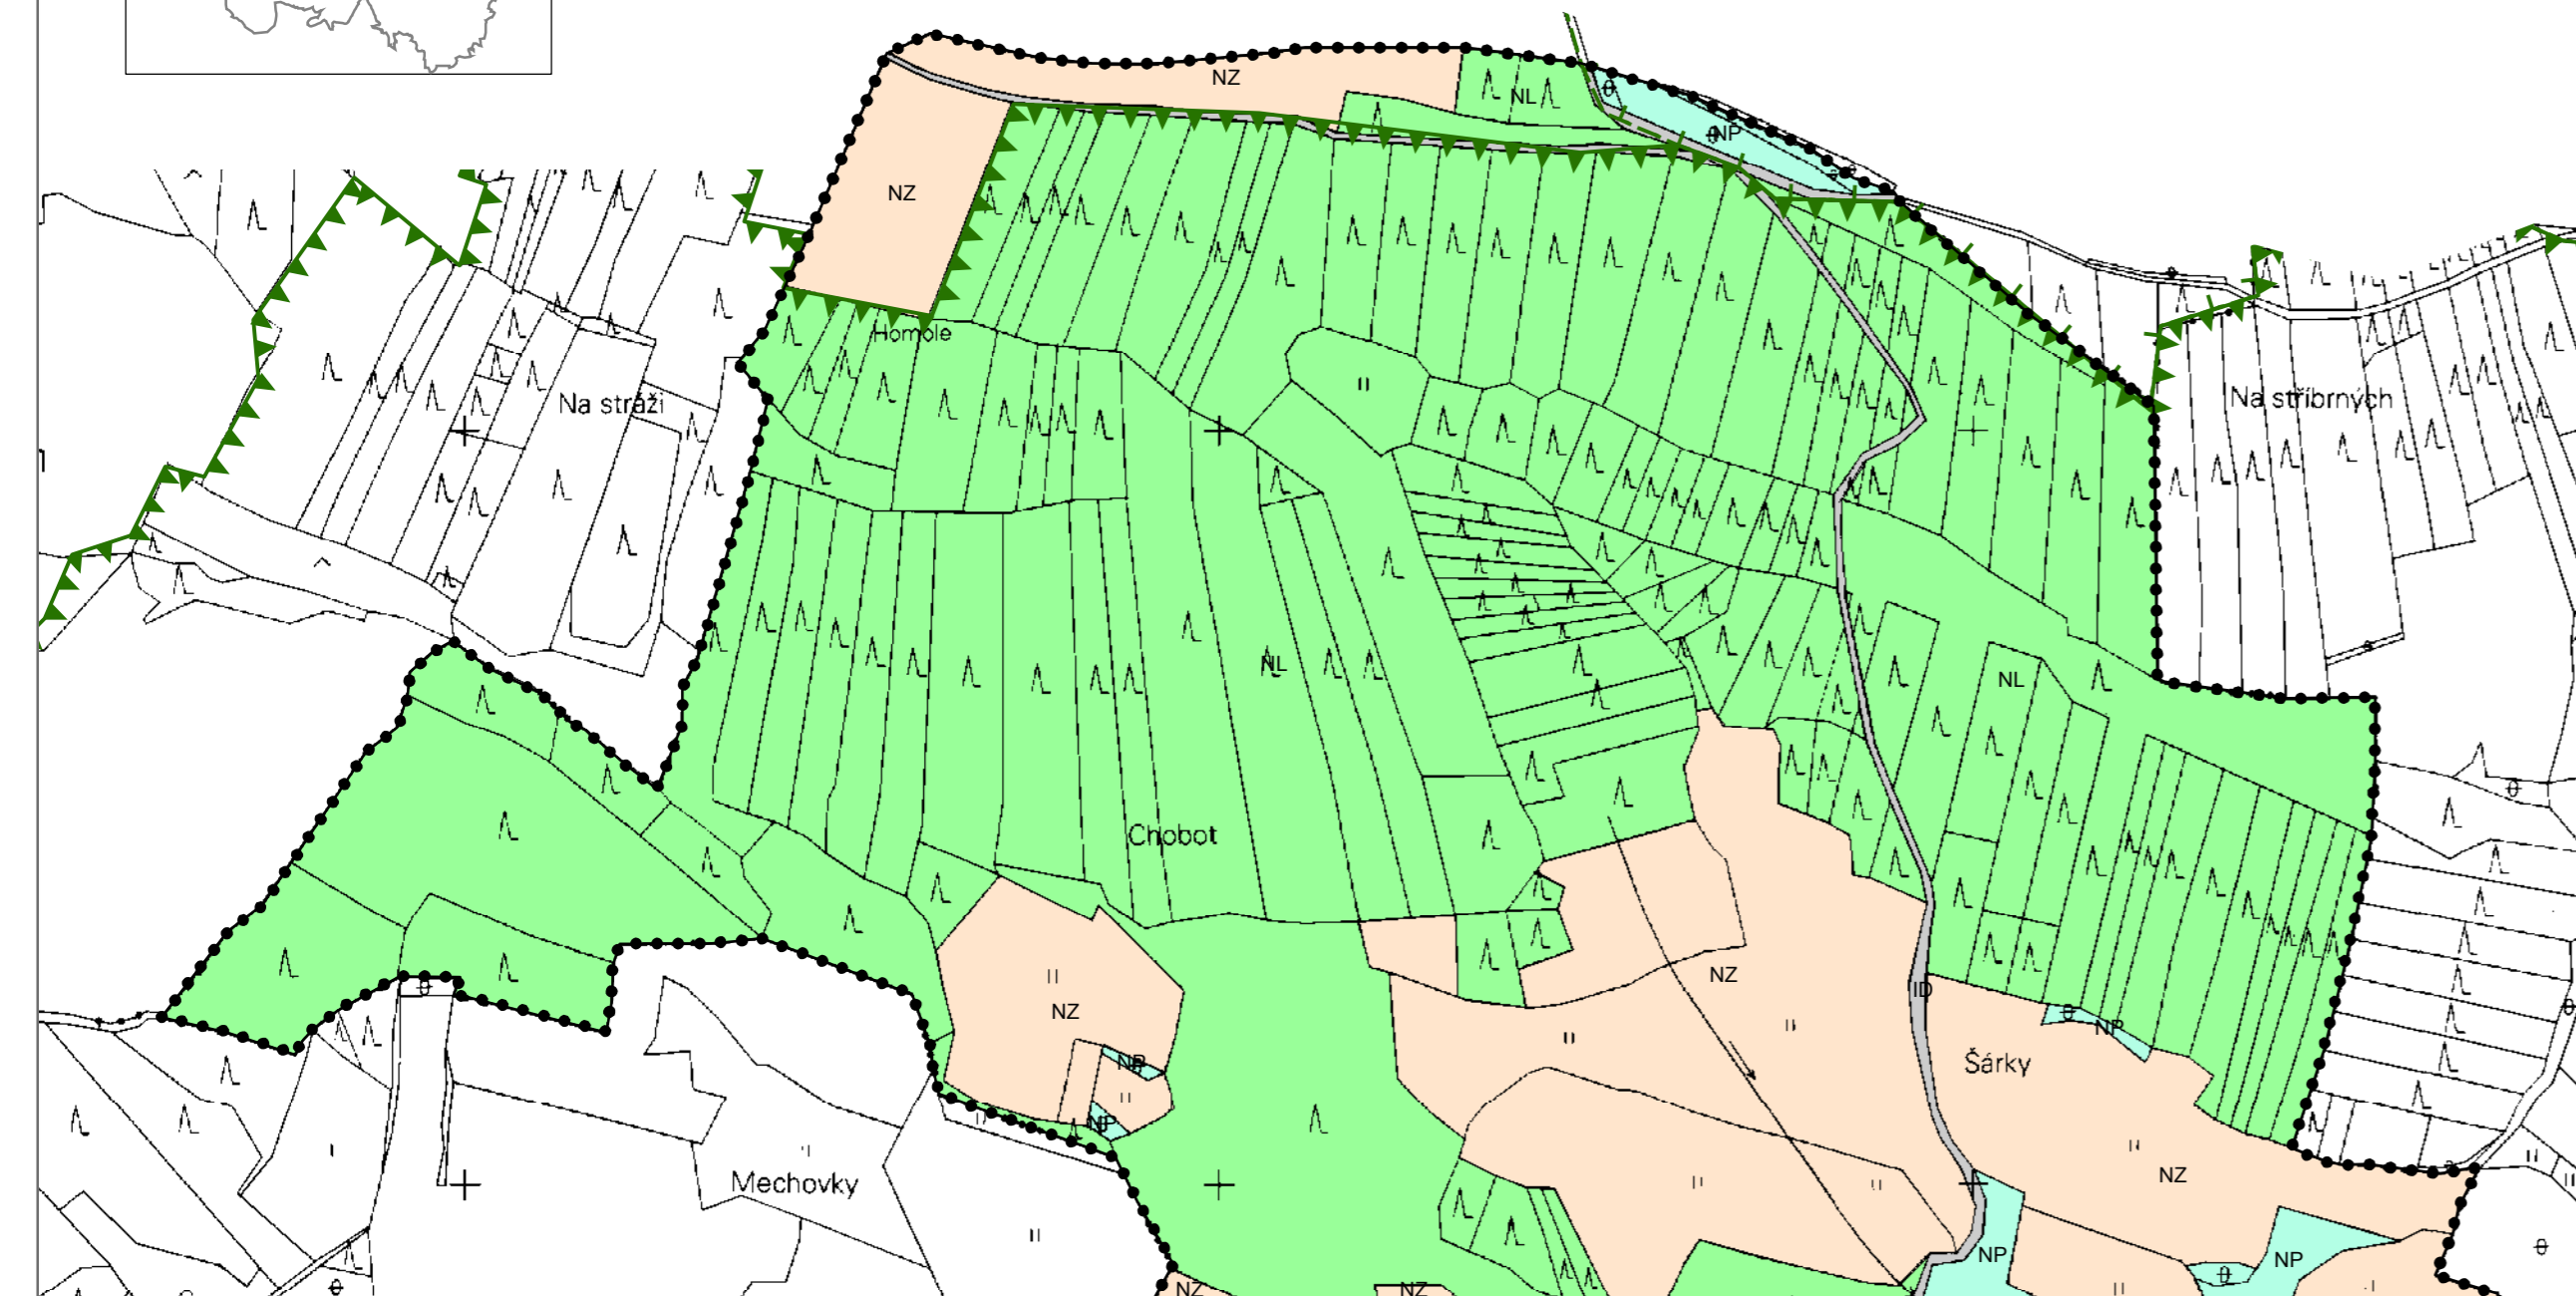 NZ
NL
NP
NZ
Homole
Na stráži
Na stříbrných
NL
NL
Chobot
NZ
ID
NZ
NP
Šárky
NP
NP
NZ
Mechovky
NP
NP
NZ
NZ